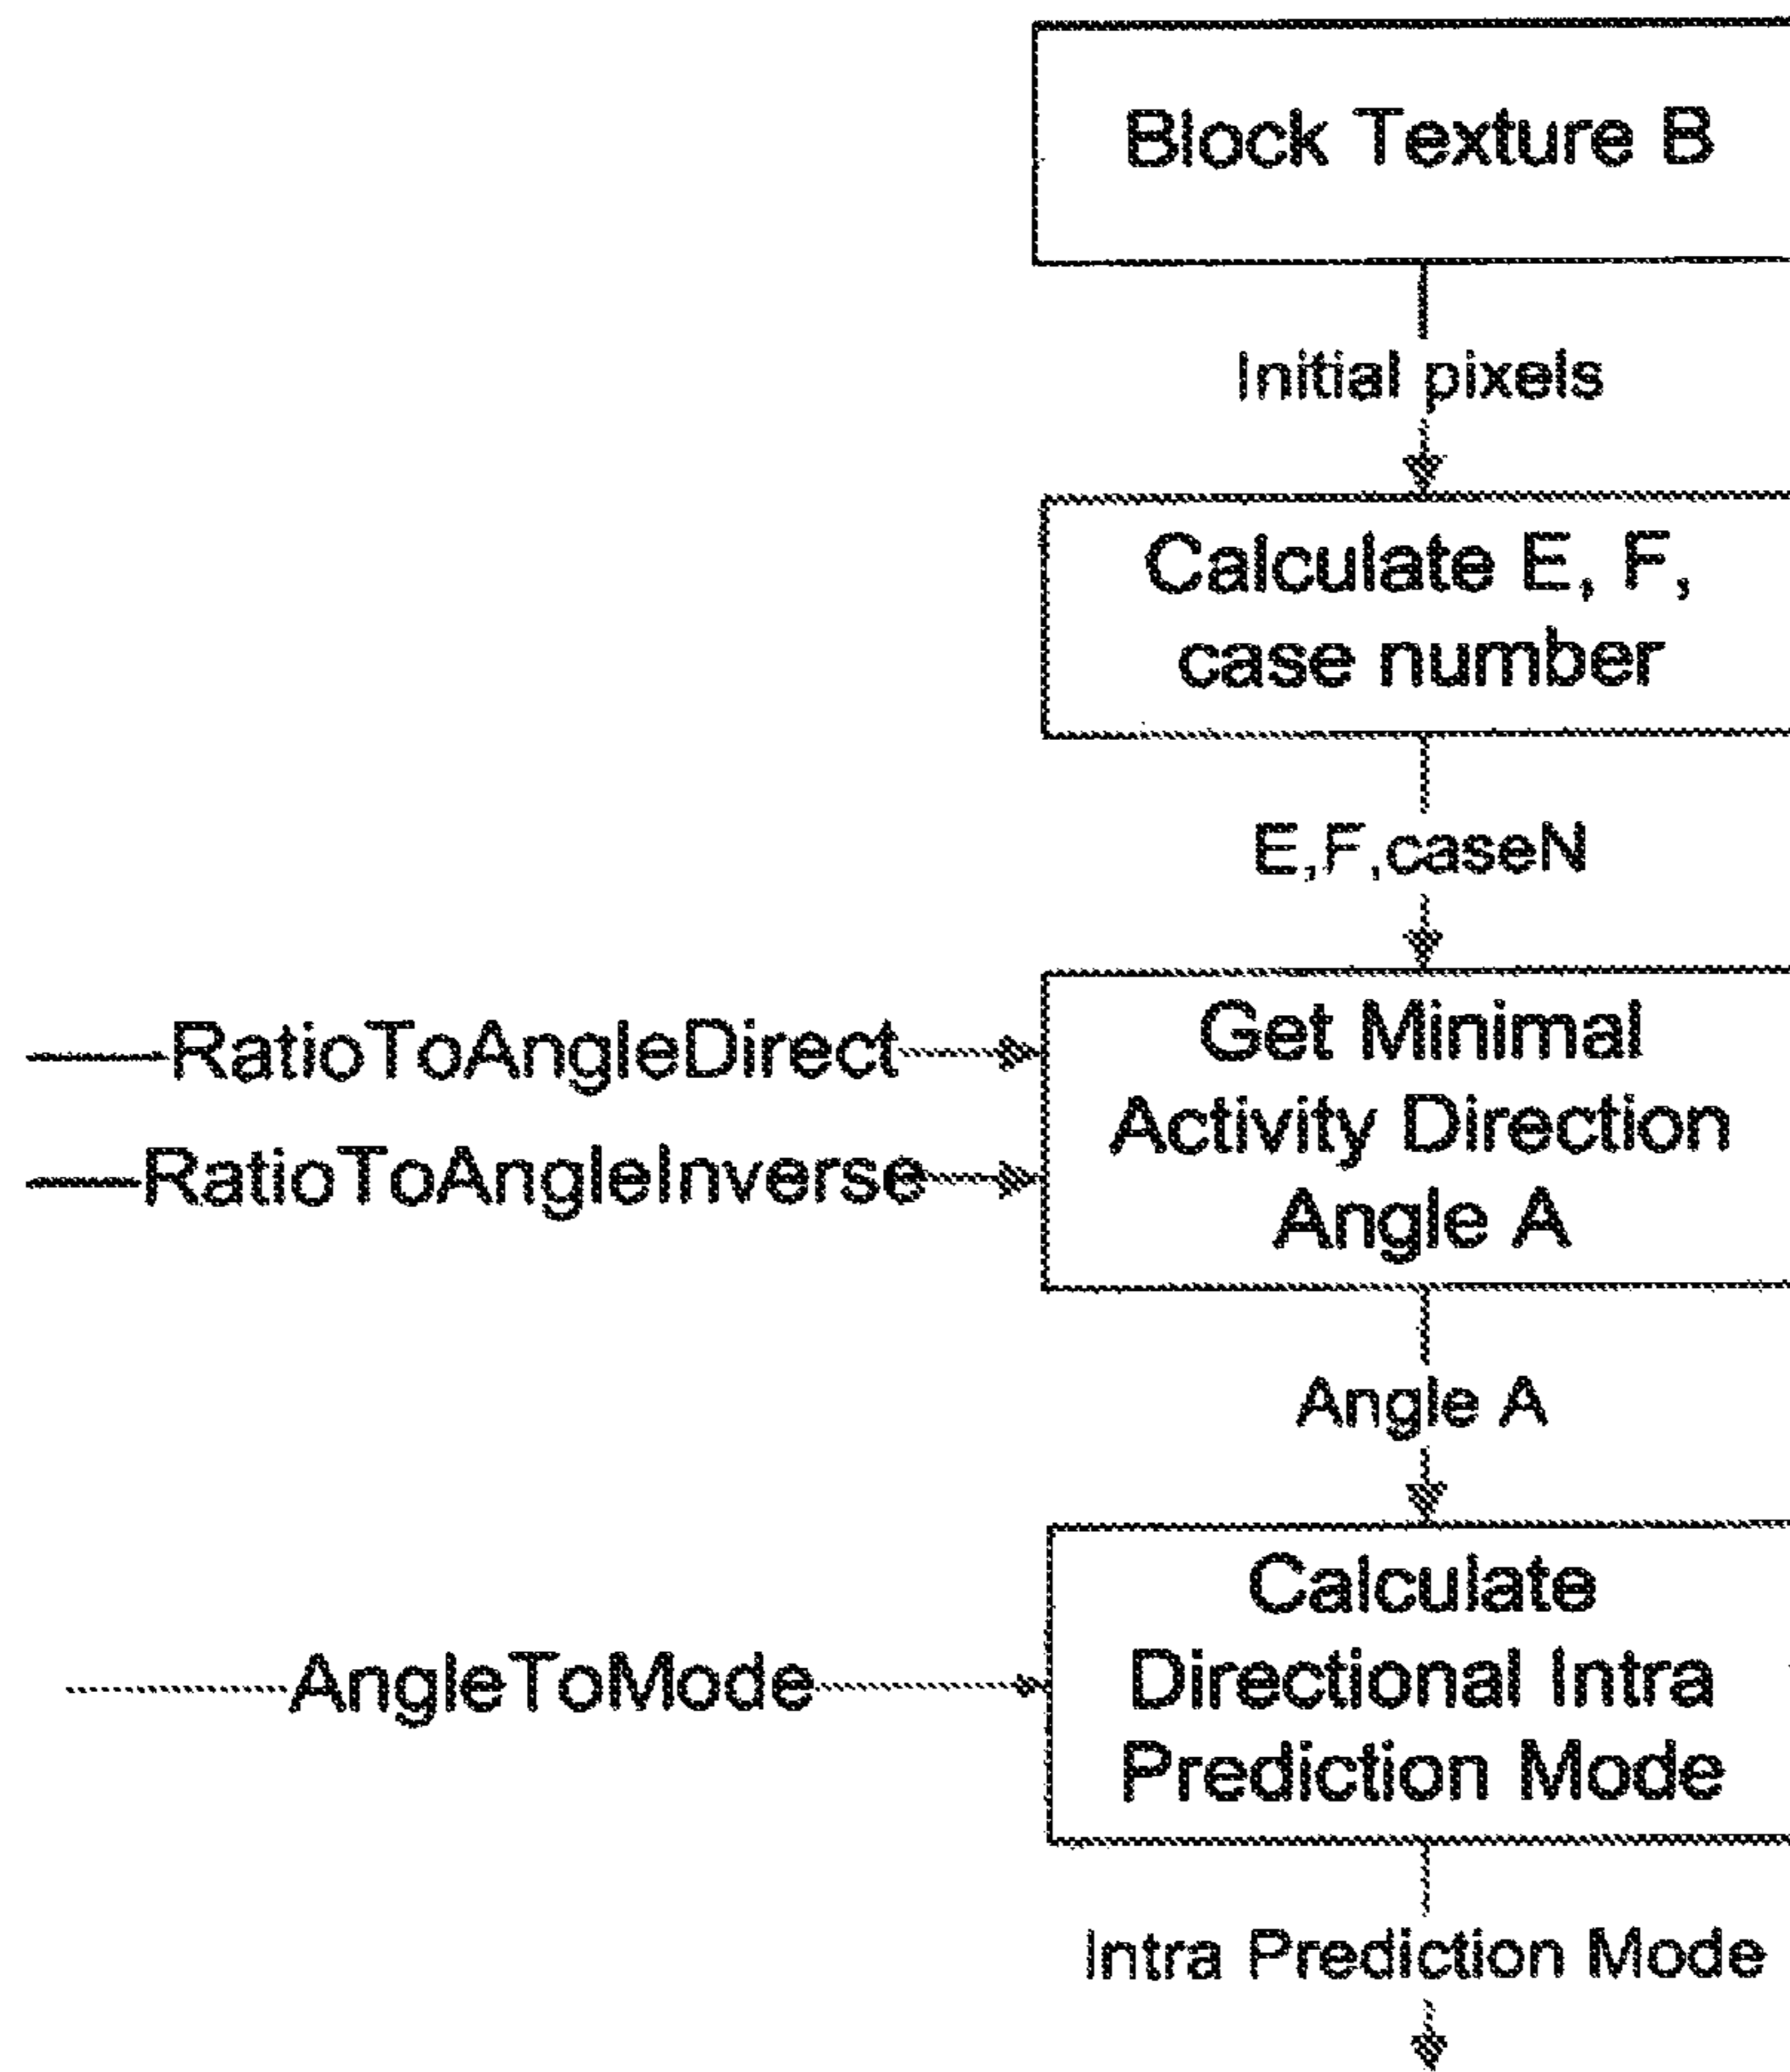 Block Texture B
Initial pixels
Calculate E, F,
case number
E,F,caseN
RatioToAngleDirect
RatioToAngleInverse
Get Minimal
Activity Direction
Angle A
Angle A
AngleToMode
Calculate
Directional Intra
Prediction Mode
Intra Prediction Mode